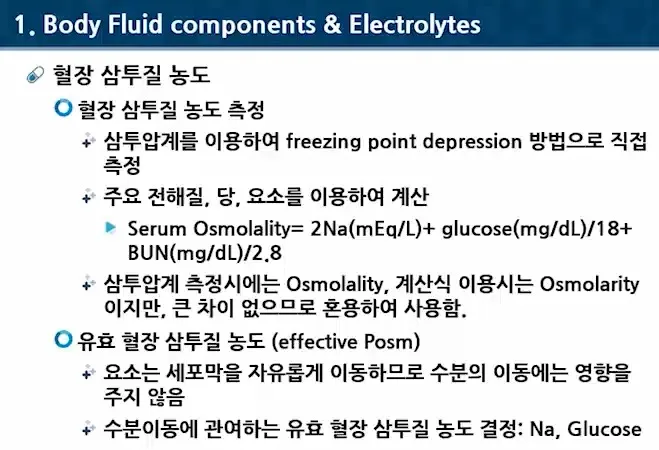 1. Body Fluid components & Electrolytes
혈장 삼투질 농도
혈장 삼투질 농도 측정
삼투압계를 이용하여 freezing point depression 방법으로 직접
측정
주요 전해질, 당, 요소를 이용하여 계산
Serum Osmolality= 2Na(mEq/L)+ glucose(mg/dL)/18+
BUN(mg/dL)/2.8
삼투압계 측정시에는 Osmolality, 계산식 이용시는 Osmolarity
이지만, 큰 차이 없으므로 혼용하여 사용함.
유효 혈장 삼투질 농도 (effective Posm)
요소는 세포막을 자유롭게 이동하므로 수분의 이동에는 영향을
주지 않음
수분이동에 관여하는 유효 혈장 삼투질 농도 결정: Na, Glucose